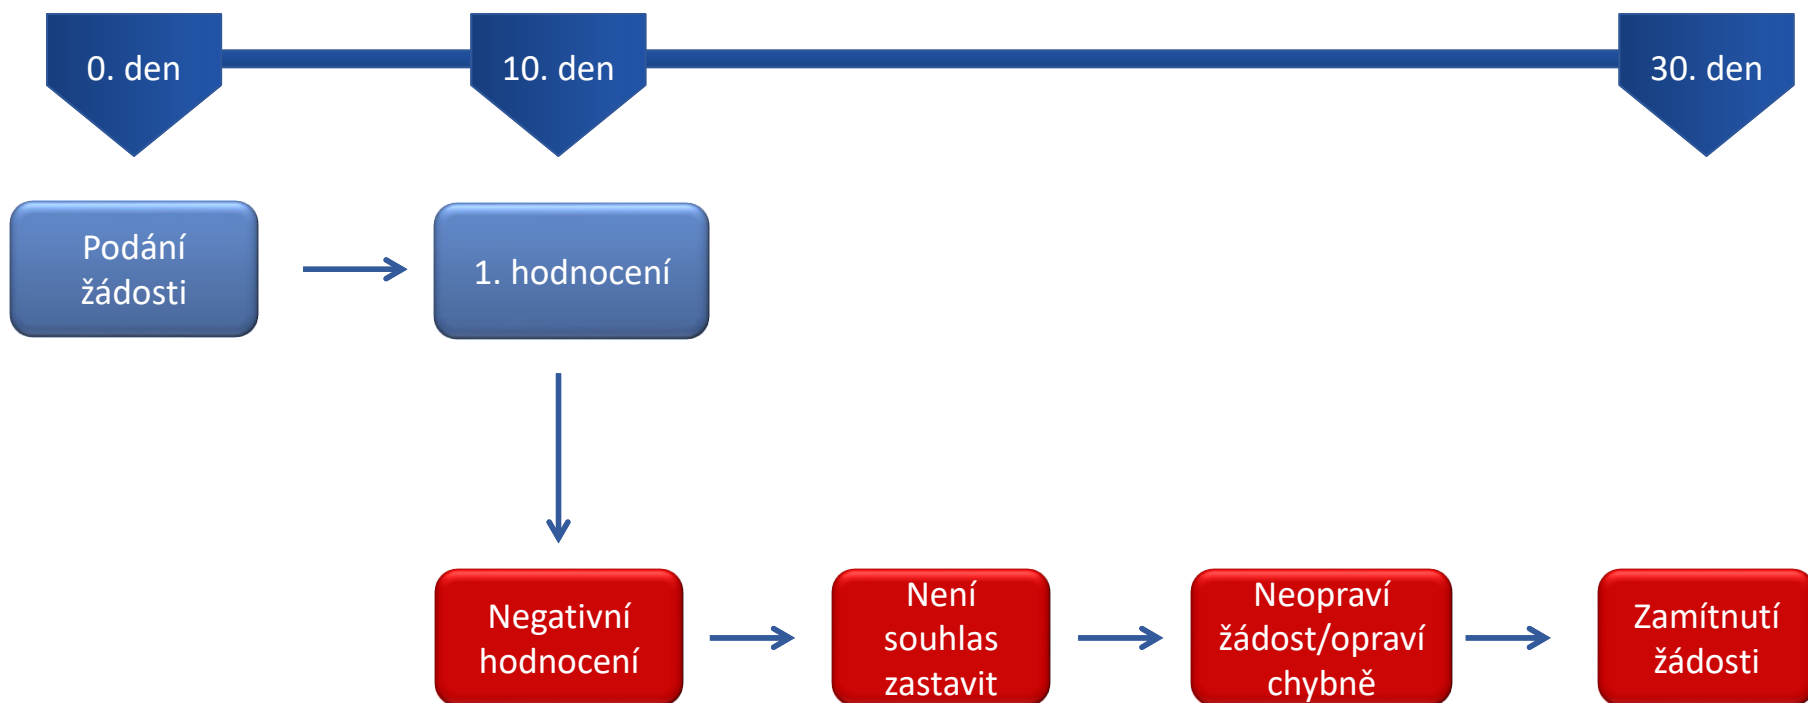 0. den
10. den
30. den
Podání
žádosti
1. hodnocení
Negativní
hodnocení
Není
souhlas
zastavit
Neopraví
žádost/opraví
chybně
Zamítnutí
žádosti